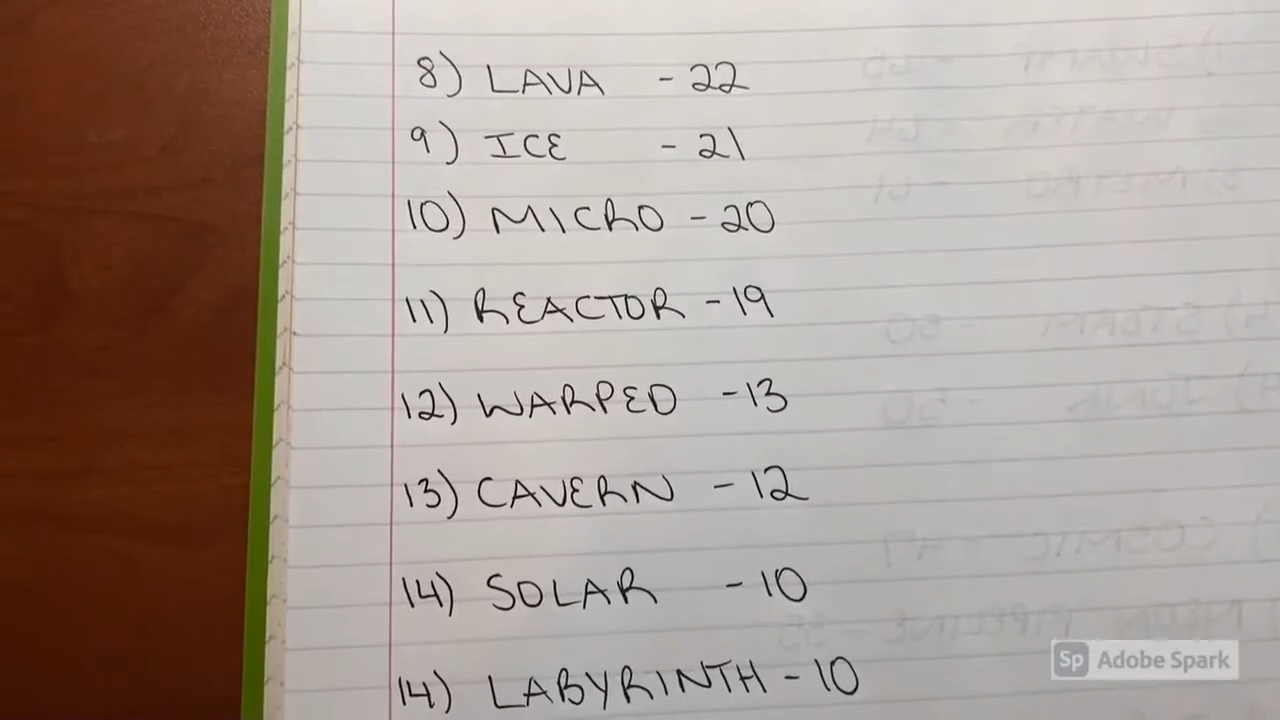 8) LAVA - 22
9) ICE - 21
10) MICRO - 20
11) REACTOR - 19
12) WARPED - 13
13) CAVERN - 12
14) SOLAR - 10
14) LABYRINTH - 10
Sp Adobe Spark